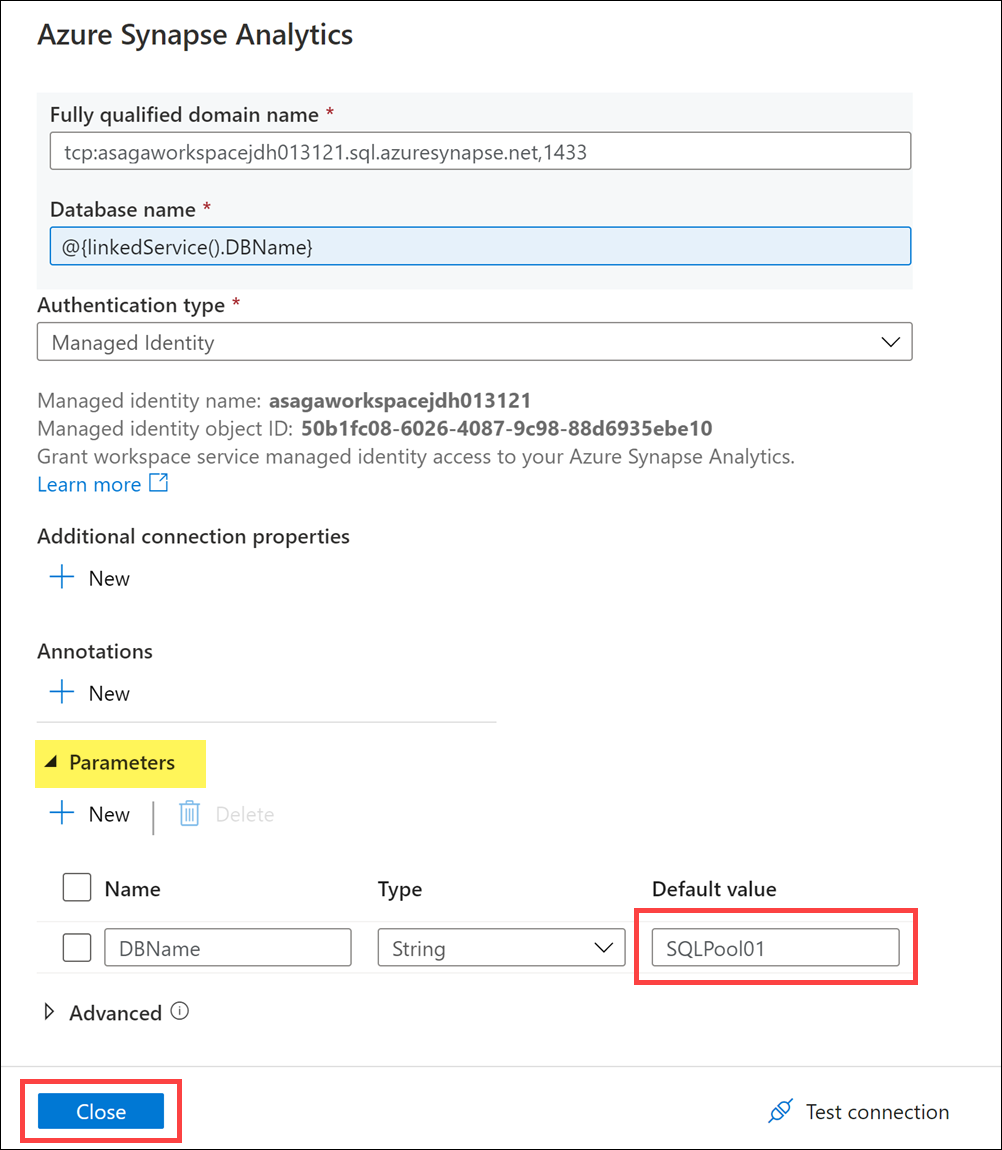 Azure Synapse Analytics
Fully qualified domain name *
tcp:asagaworkspacejdh013121.sql.azuresynapse.net,1433
Database name *
@{linkedService().DBName}
Authentication type *
Managed Identity
Managed identity name: asagaworkspacejdh013121
Managed identity object ID: 50b1fc08-6026-4087-9c98-88d6935ebe10
Grant workspace service managed identity access to your Azure Synapse Analytics.
Learn more
Additional connection properties
New
Annotations
New
Parameters
New Delete
Name Type Default value
DBName String SQLPool01
Advanced
Close Test connection